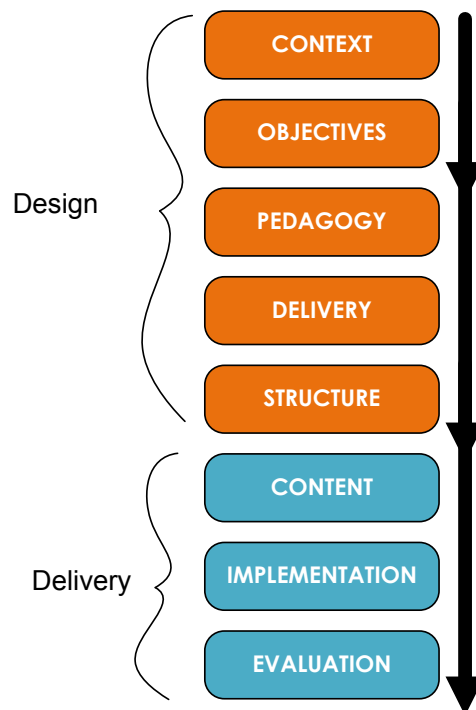 CONTEXT
OBJECTIVES
Design
PEDAGOGY
DELIVERY
STRUCTURE
CONTENT
Delivery
IMPLEMENTATION
EVALUATION